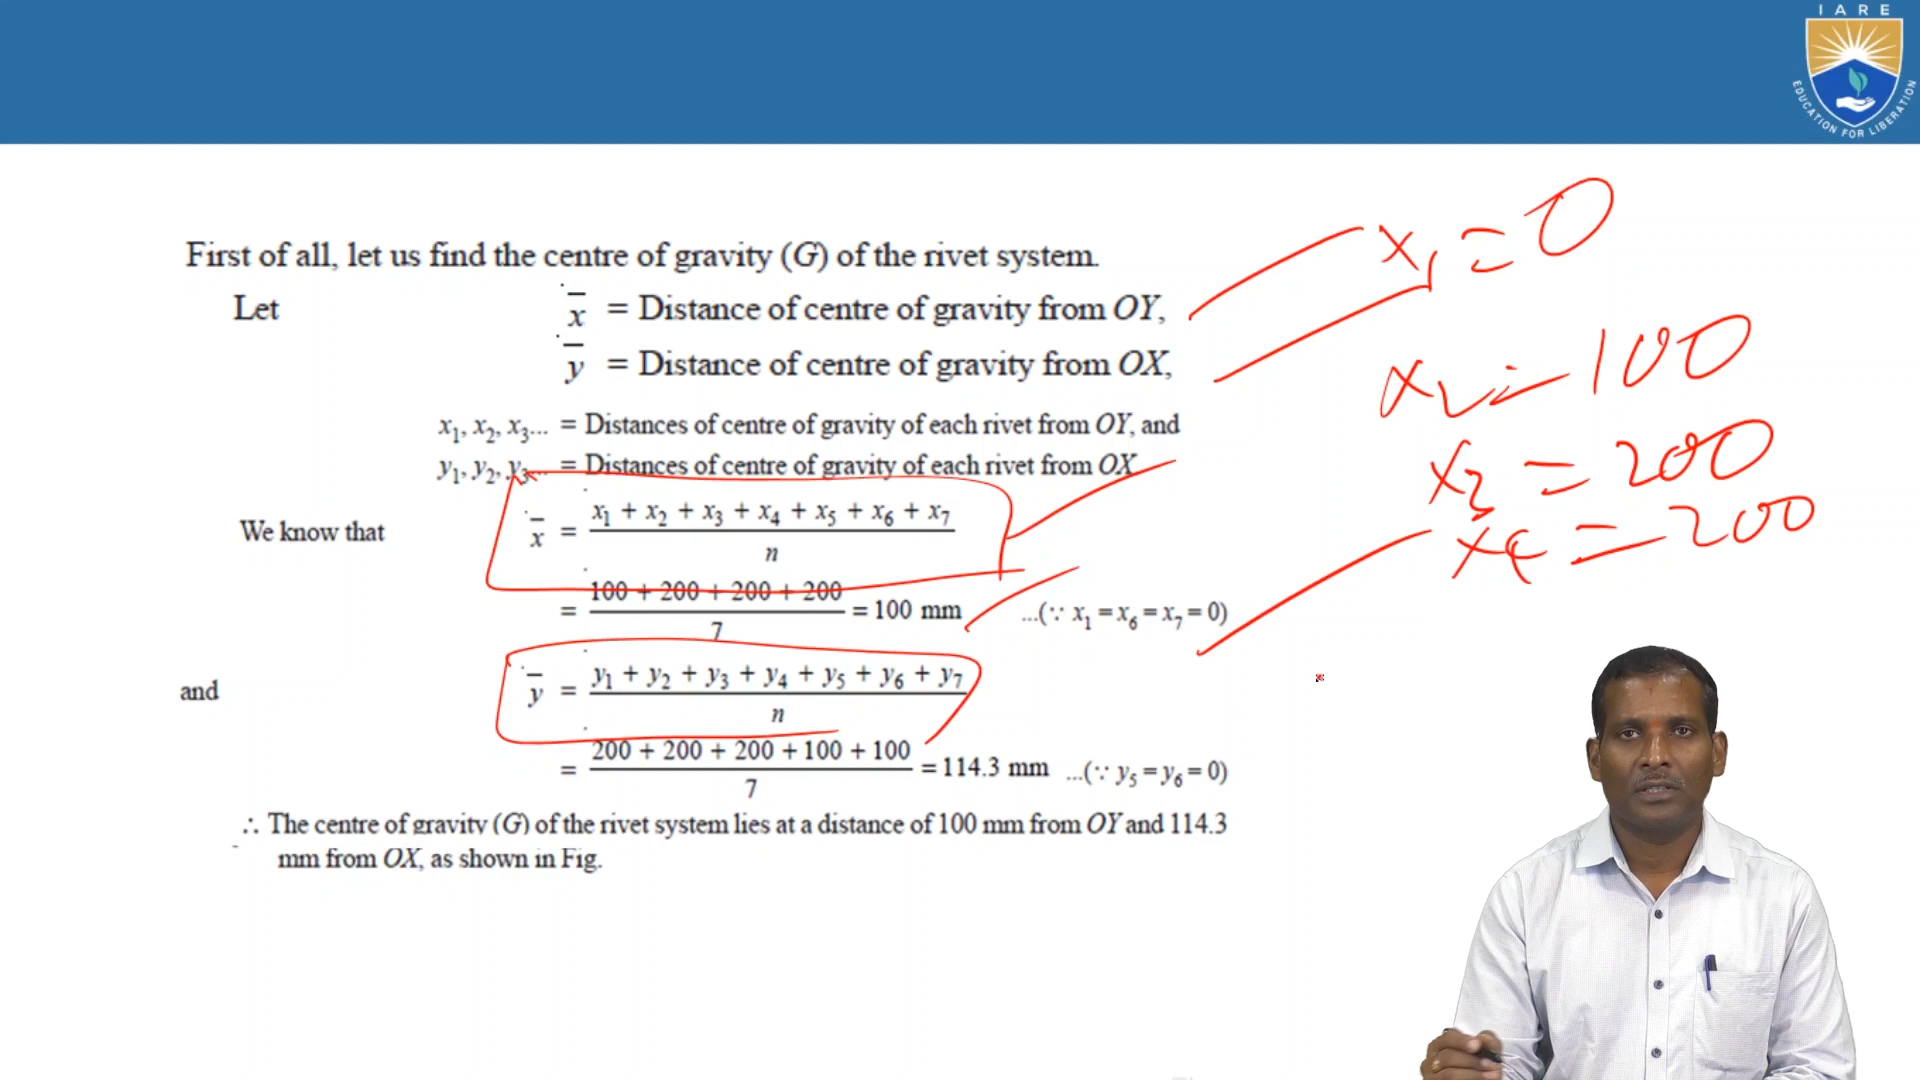 IARE
EDUCATION FOR LIBERATION
First of all, let us find the centre of gravity (G) of the rivet system.
Let x̄ = Distance of centre of gravity from OY,
ȳ = Distance of centre of gravity from OX,
x₁, x₂, x₃... = Distances of centre of gravity of each rivet from OY, and
y₁, y₂, y₃... = Distances of centre of gravity of each rivet from OX
We know that x̄ = (x₁ + x₂ + x₃ + x₄ + x₅ + x₆ + x₇) / n
= (100 + 200 + 200 + 200) / 7 = 100 mm ...(∵ x₁ = x₆ = x₇ = 0)
and ȳ = (y₁ + y₂ + y₃ + y₄ + y₅ + y₆ + y₇) / n
= (200 + 200 + 200 + 100 + 100) / 7 = 114.3 mm ...(∵ y₅ = y₆ = 0)
∴ The centre of gravity (G) of the rivet system lies at a distance of 100 mm from OY and 114.3
mm from OX, as shown in Fig.
x₁ = 0
x₂ = 100
x₃ = 200
x₄ = 200